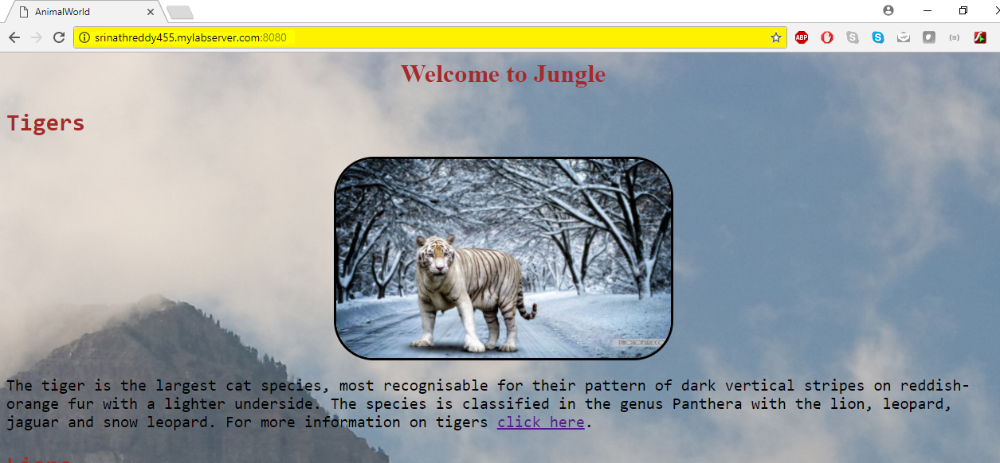 AnimalWorld
srinathreddy455.mylabserver.com:8080
ABP
Welcome to Jungle
Tigers
The tiger is the largest cat species, most recognisable for their pattern of dark vertical stripes on reddish-
orange fur with a lighter underside. The species is classified in the genus Panthera with the lion, leopard,
jaguar and snow leopard. For more information on tigers click here.